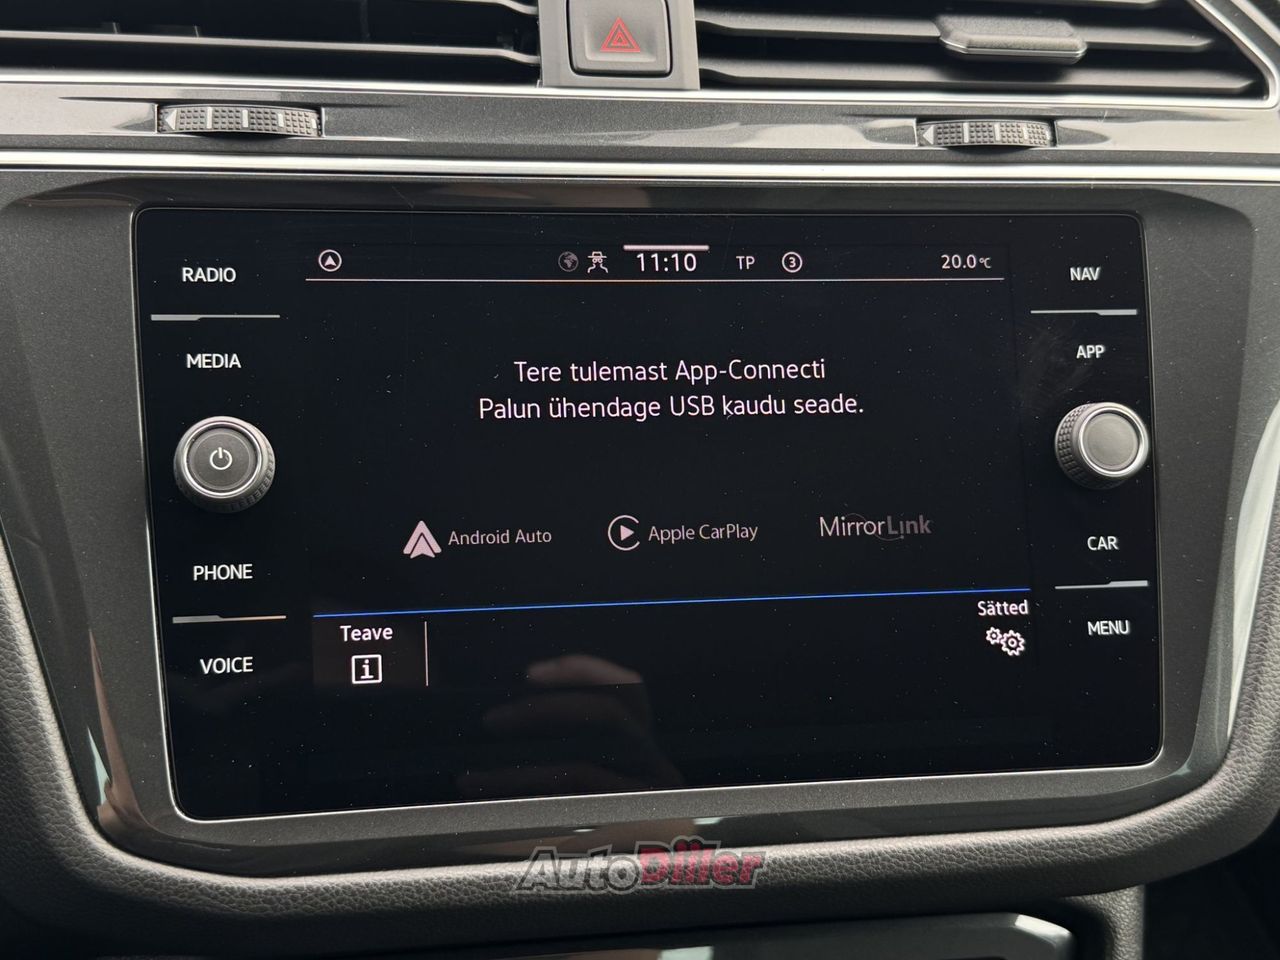 RADIO
MEDIA
PHONE
VOICE
11:10
TP
3
20.0°C
Tere tulemast App-Connecti
Palun ühendage USB kaudu seade.
Android Auto
Apple CarPlay
MirrorLink
Teave
i
Sätted
NAV
APP
CAR
MENU
AutoDiller